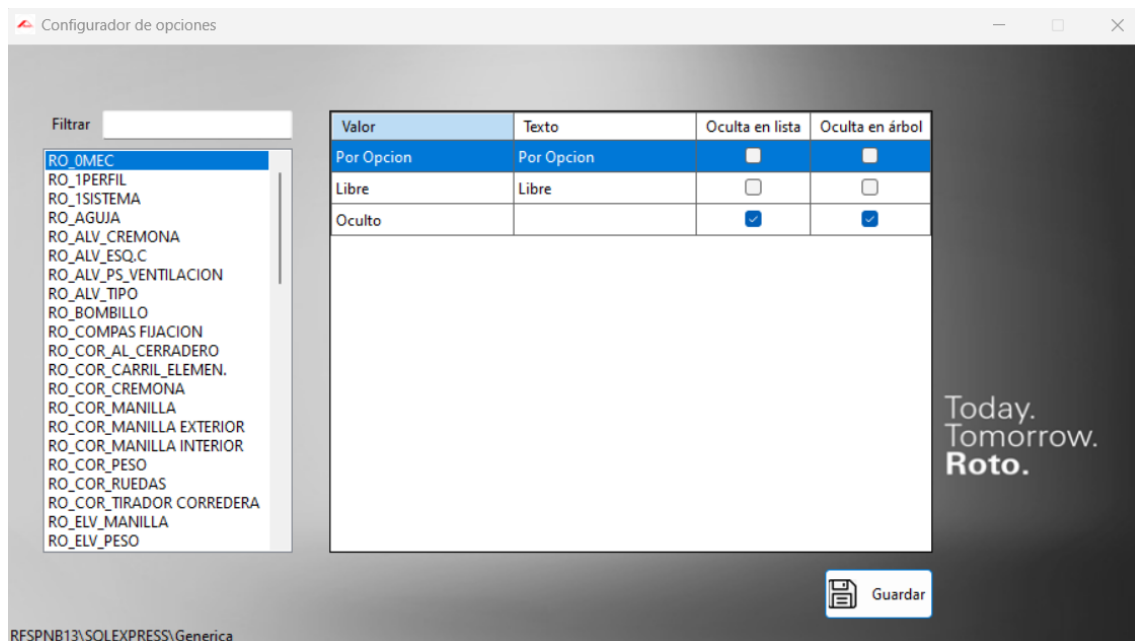 Configurador de opciones
Filtrar
RO_0MEC
RO_1PERFIL
RO_1SISTEMA
RO_AGUJA
RO_ALV_CREMONA
RO_ALV_ESQ.C
RO_ALV_PS_VENTILACION
RO_ALV_TIPO
RO_BOMBILLO
RO_COMPAS FIJACION
RO_COR_AL_CERRADERO
RO_COR_CARRIL_ELEMEN.
RO_COR_CREMONA
RO_COR_MANILLA
RO_COR_MANILLA EXTERIOR
RO_COR_MANILLA INTERIOR
RO_COR_PESO
RO_COR_RUEDAS
RO_COR_TIRADOR CORREDERA
RO_ELV_MANILLA
RO_ELV_PESO
Valor Texto Oculta en lista Oculta en árbol
Por Opcion Por Opcion
Libre Libre
Oculto
Today.
Tomorrow.
Roto.
Guardar
RFSPNB13\SQLEXPRESS\Generica